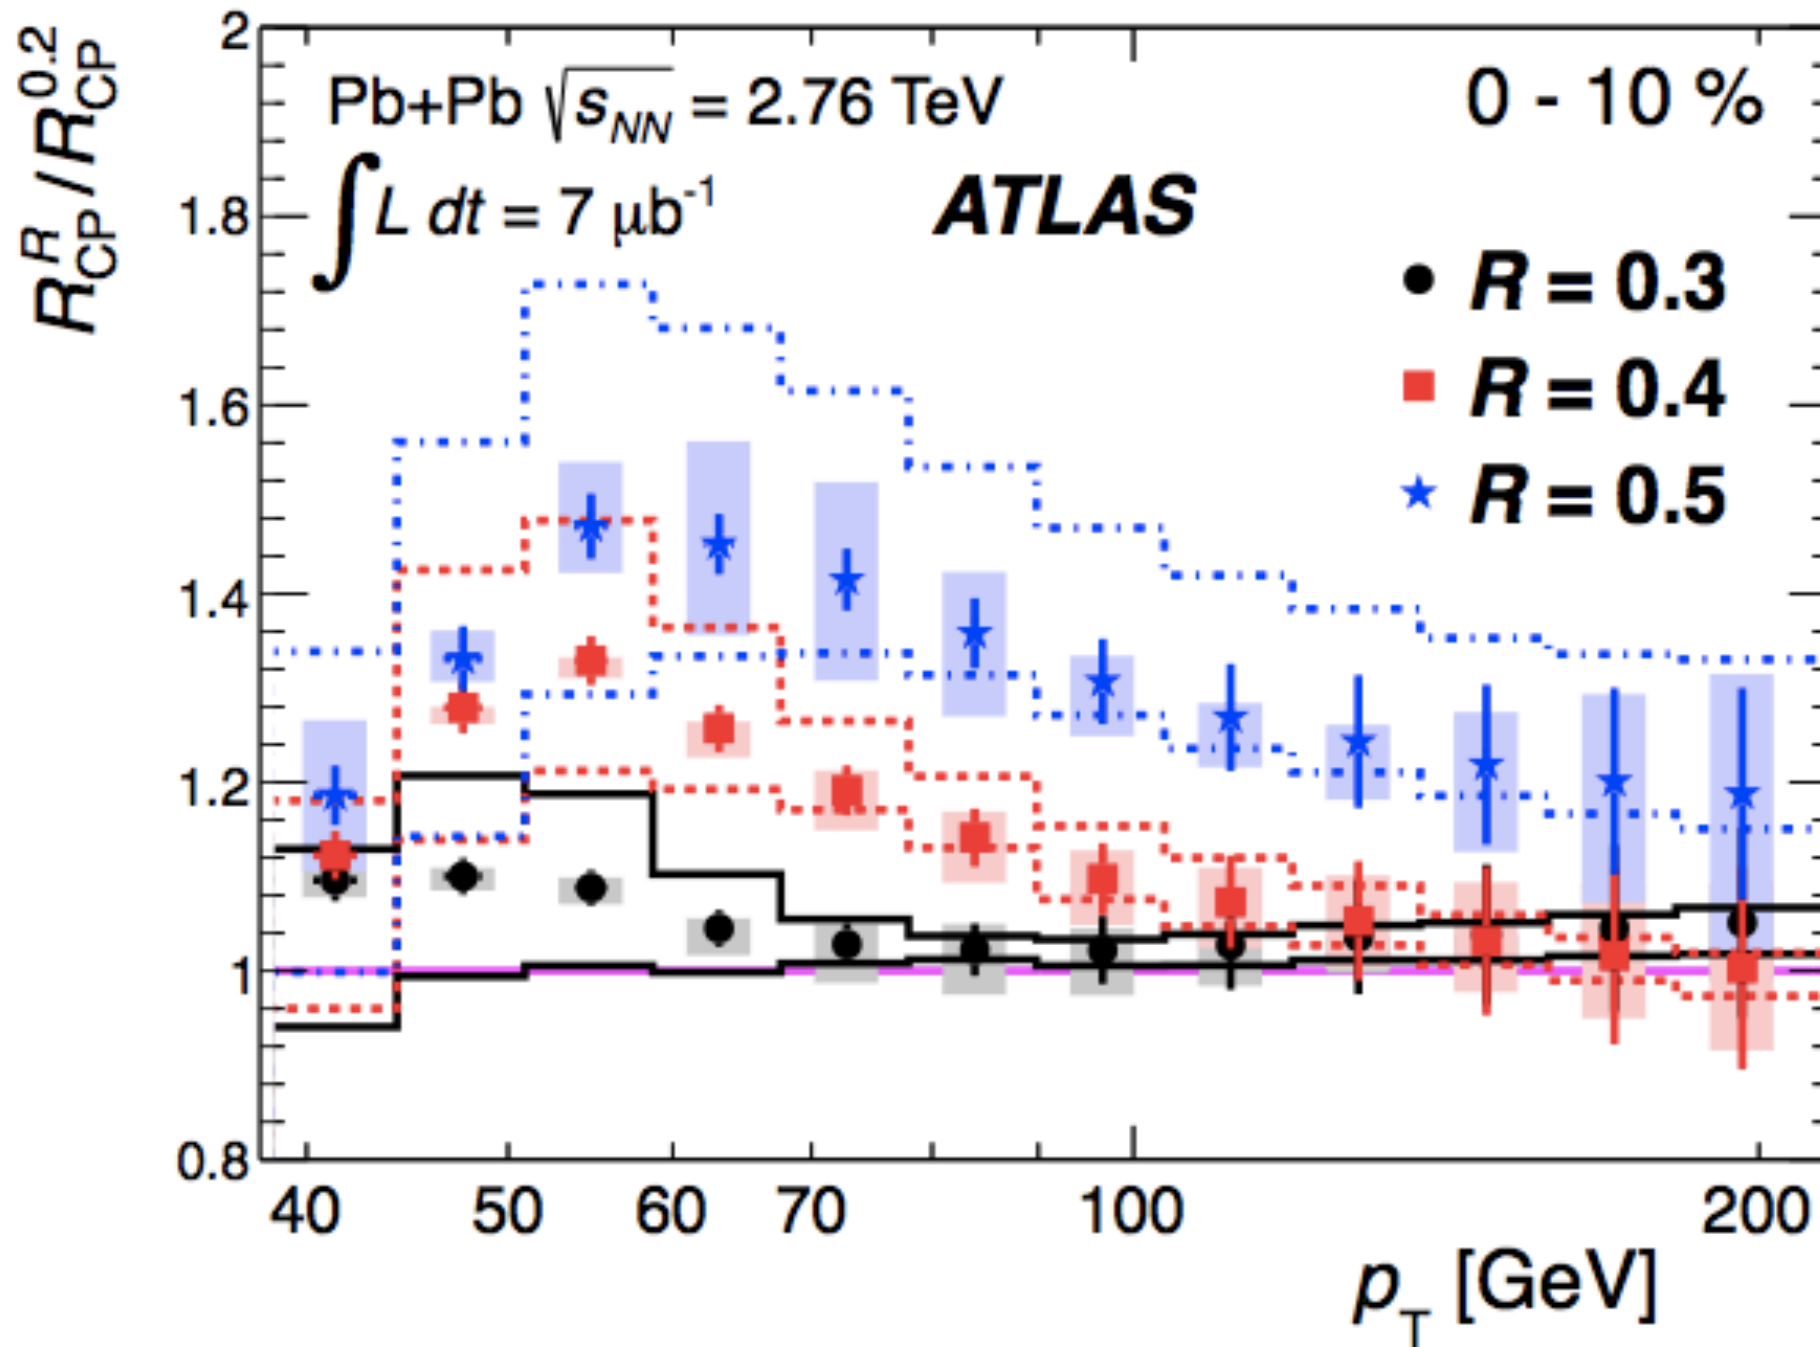 R^R_CP / R^0.2_CP
2
1.8
1.6
1.4
1.2
1
0.8
Pb+Pb √s_NN = 2.76 TeV
0 - 10 %
∫ L dt = 7 μb^-1
ATLAS
R = 0.3
R = 0.4
R = 0.5
40 50 60 70 100 200
p_T [GeV]